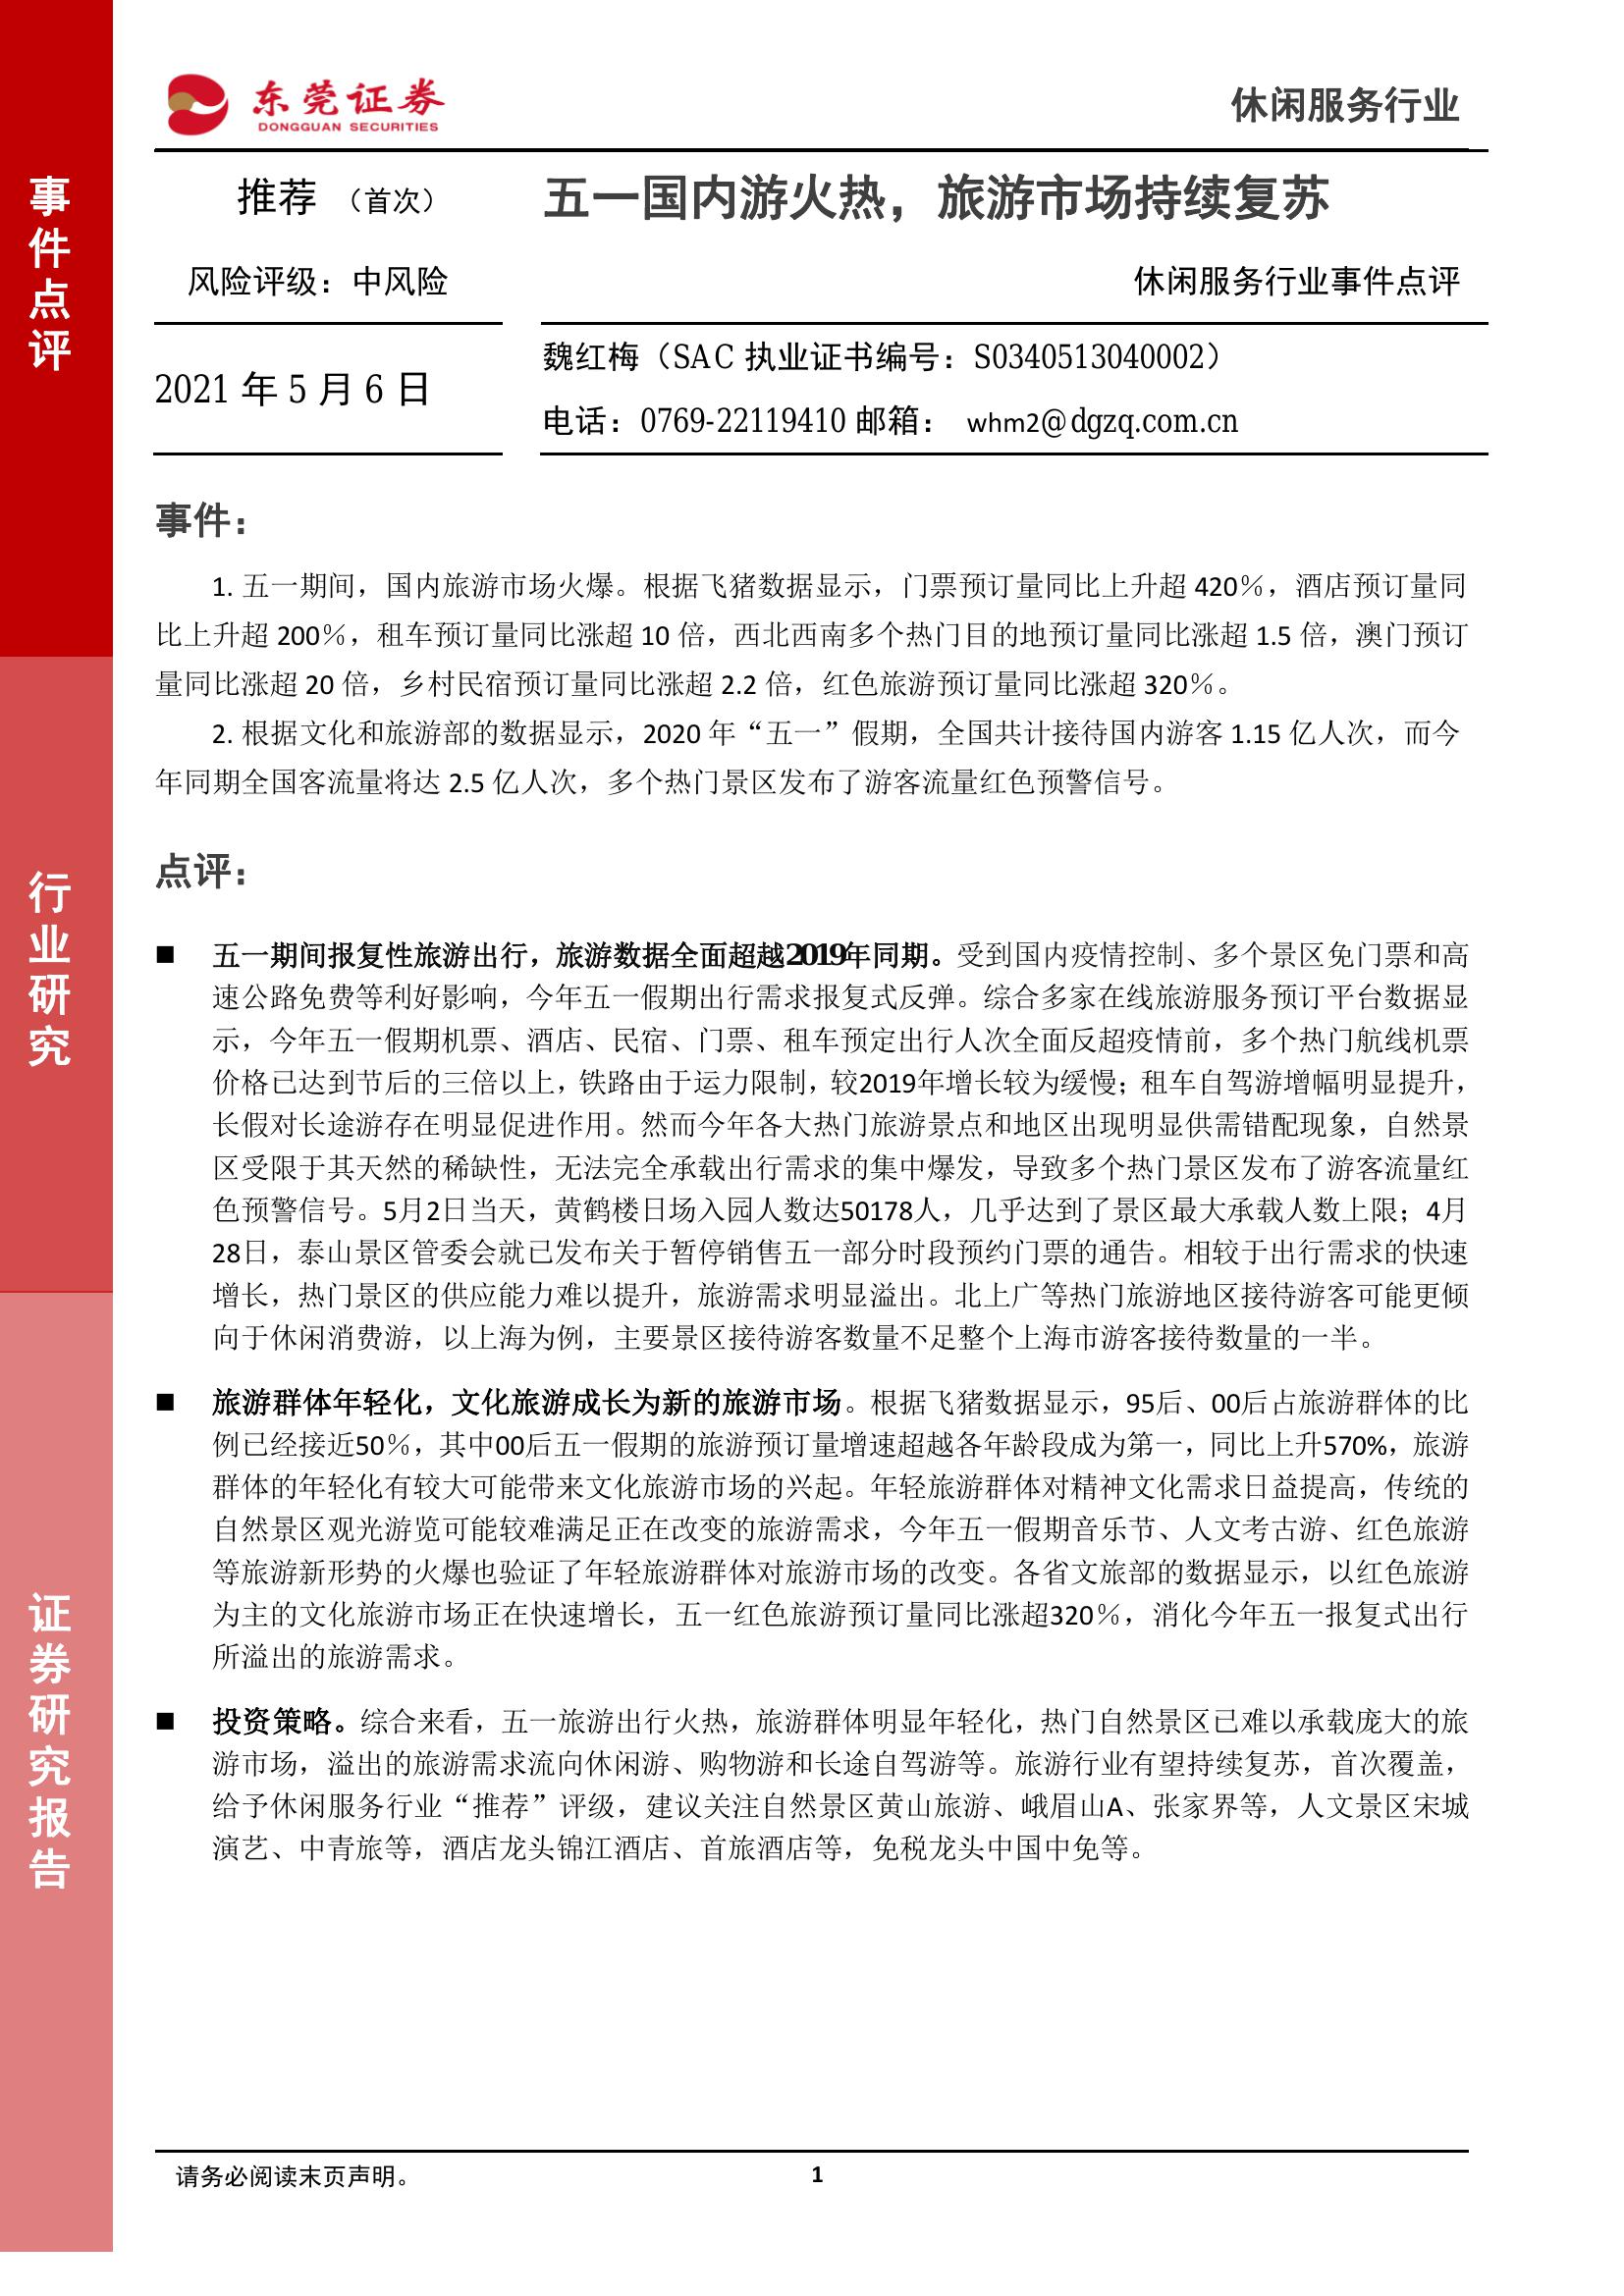 东莞证券
DONGGUAN SECURITIES
休闲服务行业
事件点评
行业研究
证券研究报告
推荐 （首次）
五一国内游火热，旅游市场持续复苏
风险评级：中风险
休闲服务行业事件点评
2021 年 5 月 6 日
魏红梅（SAC 执业证书编号：S0340513040002）
电话：0769-22119410 邮箱： whm2@dgzq.com.cn
事件：
1. 五一期间，国内旅游市场火爆。根据飞猪数据显示，门票预订量同比上升超 420%，酒店预订量同
比上升超 200%，租车预订量同比涨超 10 倍，西北西南多个热门目的地预订量同比涨超 1.5 倍，澳门预订
量同比涨超 20 倍，乡村民宿预订量同比涨超 2.2 倍，红色旅游预订量同比涨超 320%。
2. 根据文化和旅游部的数据显示，2020 年“五一”假期，全国共计接待国内游客 1.15 亿人次，而今
年同期全国客流量将达 2.5 亿人次，多个热门景区发布了游客流量红色预警信号。
点评：
■ 五一期间报复性旅游出行，旅游数据全面超越2019年同期。受到国内疫情控制、多个景区免门票和高
速公路免费等利好影响，今年五一假期出行需求报复式反弹。综合多家在线旅游服务预订平台数据显
示，今年五一假期机票、酒店、民宿、门票、租车预定出行人次全面反超疫情前，多个热门航线机票
价格已达到节后的三倍以上，铁路由于运力限制，较2019年增长较为缓慢；租车自驾游增幅明显提升，
长假对长途游存在明显促进作用。然而今年各大热门旅游景点和地区出现明显供需错配现象，自然景
区受限于其天然的稀缺性，无法完全承载出行需求的集中爆发，导致多个热门景区发布了游客流量红
色预警信号。5月2日当天，黄鹤楼日场入园人数达50178人，几乎达到了景区最大承载人数上限；4月
28日，泰山景区管委会就已发布关于暂停销售五一部分时段预约门票的通告。相较于出行需求的快速
增长，热门景区的供应能力难以提升，旅游需求明显溢出。北上广等热门旅游地区接待游客可能更倾
向于休闲消费游，以上海为例，主要景区接待游客数量不足整个上海市游客接待数量的一半。
■ 旅游群体年轻化，文化旅游成长为新的旅游市场。根据飞猪数据显示，95后、00后占旅游群体的比
例已经接近50%，其中00后五一假期的旅游预订量增速超越各年龄段成为第一，同比上升570%，旅游
群体的年轻化有较大可能带来文化旅游市场的兴起。年轻旅游群体对精神文化需求日益提高，传统的
自然景区观光游览可能较难满足正在改变的旅游需求，今年五一假期音乐节、人文考古游、红色旅游
等旅游新形势的火爆也验证了年轻旅游群体对旅游市场的改变。各省文旅部的数据显示，以红色旅游
为主的文化旅游市场正在快速增长，五一红色旅游预订量同比涨超320%，消化今年五一报复式出行
所溢出的旅游需求。
■ 投资策略。综合来看，五一旅游出行火热，旅游群体明显年轻化，热门自然景区已难以承载庞大的旅
游市场，溢出的旅游需求流向休闲游、购物游和长途自驾游等。旅游行业有望持续复苏，首次覆盖，
给予休闲服务行业“推荐”评级，建议关注自然景区黄山旅游、峨眉山A、张家界等，人文景区宋城
演艺、中青旅等，酒店龙头锦江酒店、首旅酒店等，免税龙头中国中免等。
请务必阅读末页声明。
1